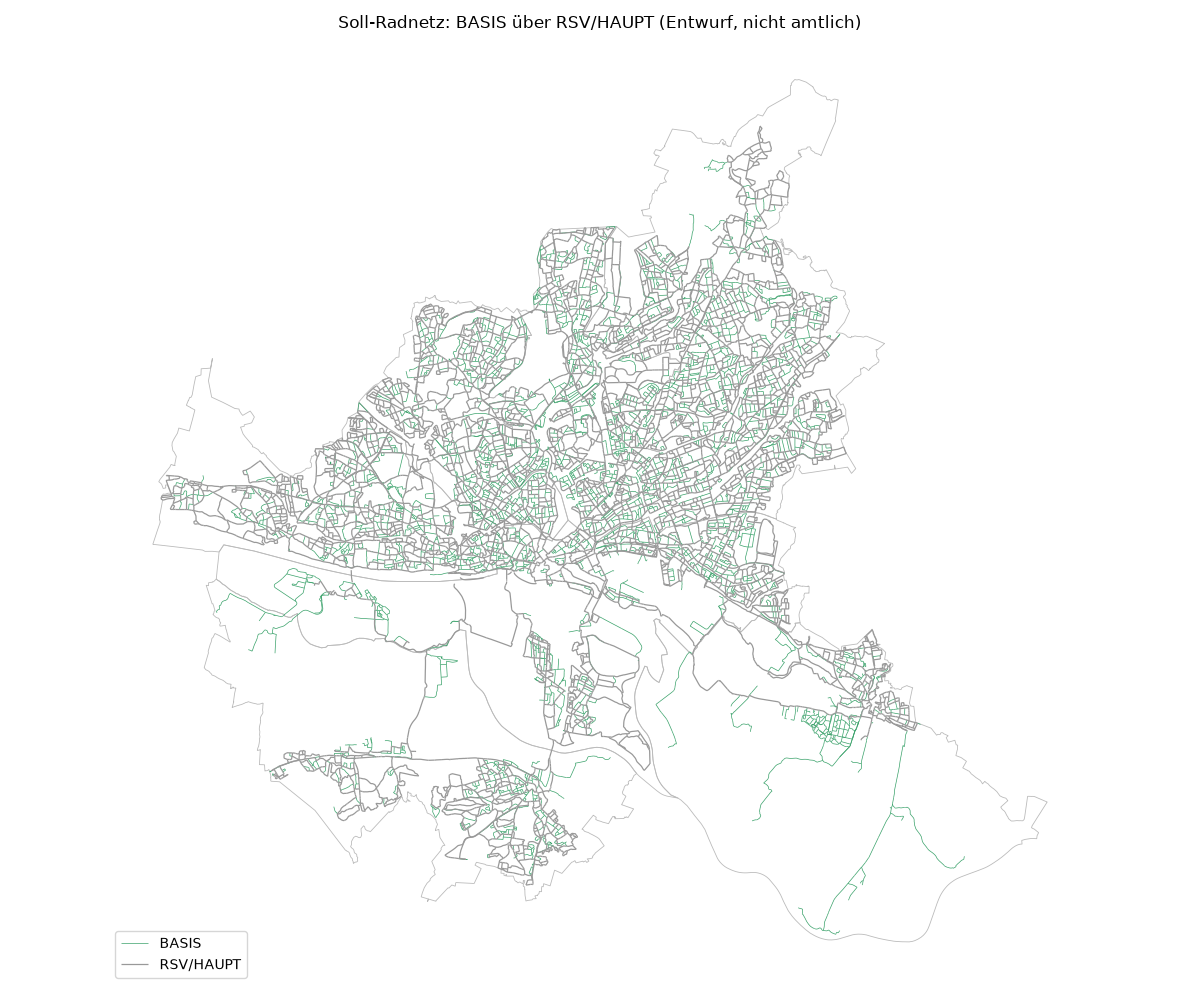 Soll-Radnetz: BASIS über RSV/HAUPT (Entwurf, nicht amtlich)
BASIS
RSV/HAUPT